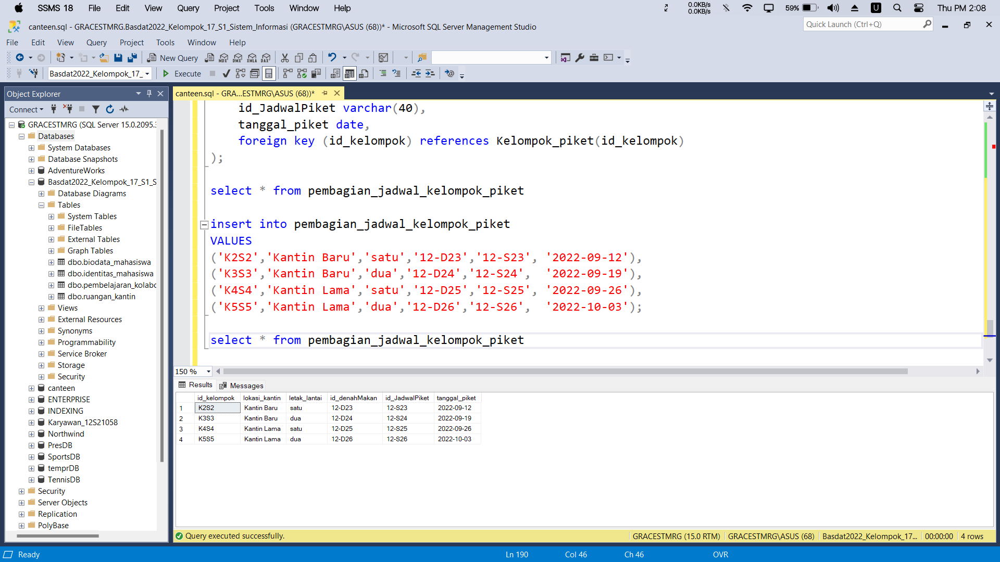 SSMS 18 File Edit View Query Project Tools Window Help 0.0KB/s 0.0KB/s 59% U Thu PM 2:08
canteen.sql - GRACESTMRG.Basdat2022_Kelompok_17_S1_Sistem_Informasi (GRACESTMRG\ASUS (68))* - Microsoft SQL Server Management Studio
Quick Launch (Ctrl+Q)
File Edit View Query Project Tools Window Help
New Query MDX DMX XMLA DAX
Basdat2022_Kelompok_17_ Execute
Object Explorer
Connect
GRACESTMRG (SQL Server 15.0.2095.3
Databases
System Databases
Database Snapshots
AdventureWorks
Basdat2022_Kelompok_17_S1_S
Database Diagrams
Tables
System Tables
FileTables
External Tables
Graph Tables
dbo.biodata_mahasiswa
dbo.identitas_mahasiswa
dbo.pembelajaran_kolabo
dbo.ruangan_kantin
Views
External Resources
Synonyms
Programmability
Service Broker
Storage
Security
canteen
ENTERPRISE
INDEXING
Karyawan_12S21058
Northwind
PresDB
SportsDB
temprDB
TennisDB
Security
Server Objects
Replication
PolyBase
canteen.sql - GRA...ESTMRG\ASUS (68))*
id_JadwalPiket varchar(40),
tanggal_piket date,
foreign key (id_kelompok) references Kelompok_piket(id_kelompok)
);
select * from pembagian_jadwal_kelompok_piket
insert into pembagian_jadwal_kelompok_piket
VALUES
('K2S2','Kantin Baru','satu','12-D23','12-S23', '2022-09-12'),
('K3S3','Kantin Baru','dua','12-D24','12-S24', '2022-09-19'),
('K4S4','Kantin Lama','satu','12-D25','12-S25', '2022-09-26'),
('K5S5','Kantin Lama','dua','12-D26','12-S26', '2022-10-03');
select * from pembagian_jadwal_kelompok_piket
150 %
Results Messages
id_kelompok lokasi_kantin letak_lantai id_denahMakan id_JadwalPiket tanggal_piket
1 K2S2 Kantin Baru satu 12-D23 12-S23 2022-09-12
2 K3S3 Kantin Baru dua 12-D24 12-S24 2022-09-19
3 K4S4 Kantin Lama satu 12-D25 12-S25 2022-09-26
4 K5S5 Kantin Lama dua 12-D26 12-S26 2022-10-03
Query executed successfully. GRACESTMRG (15.0 RTM) GRACESTMRG\ASUS (68) Basdat2022_Kelompok_17... 00:00:00 4 rows
Ready Ln 190 Col 46 Ch 46 OVR